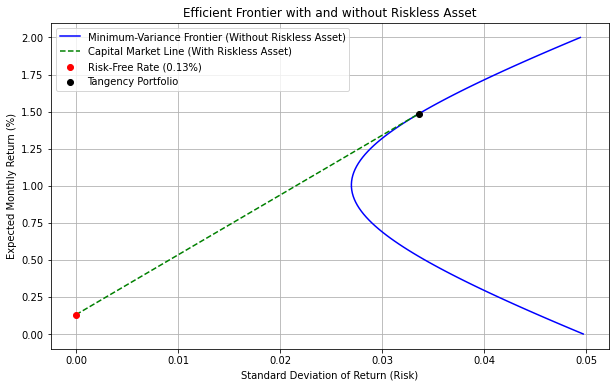 Efficient Frontier with and without Riskless Asset
Minimum-Variance Frontier (Without Riskless Asset)
Capital Market Line (With Riskless Asset)
Risk-Free Rate (0.13%)
Tangency Portfolio
Expected Monthly Return (%)
2.00
1.75
1.50
1.25
1.00
0.75
0.50
0.25
0.00
0.00
0.01
0.02
0.03
0.04
0.05
Standard Deviation of Return (Risk)